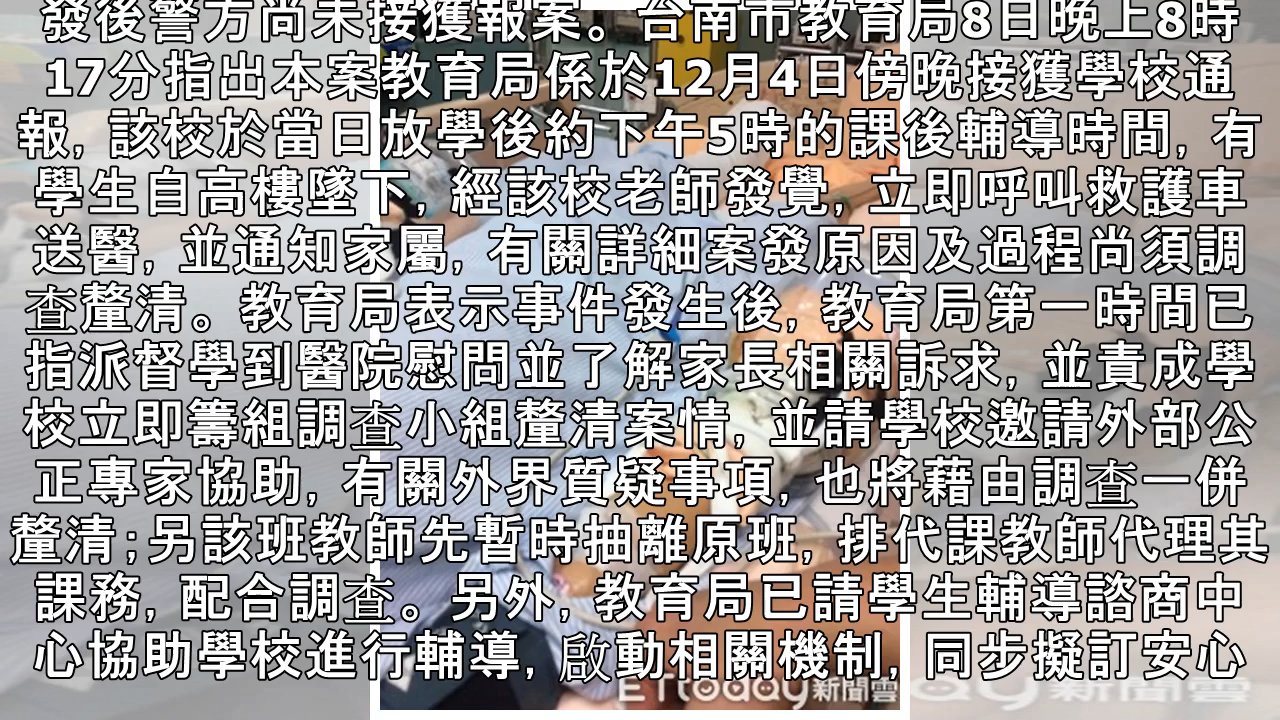 發後警方尚未接獲報案。台南市教育局8日晚上8時
17分指出本案教育局係於12月4日傍晚接獲學校通
報, 該校於當日放學後約下午5時的課後輔導時間, 有
學生自高樓墜下, 經該校老師發覺, 立即呼叫救護車
送醫, 並通知家屬, 有關詳細案發原因及過程尚須調
查釐清。教育局表示事件發生後, 教育局第一時間已
指派督學到醫院慰問並了解家長相關訴求, 並責成學
校立即籌組調查小組釐清案情, 並請學校邀請外部公
正專家協助, 有關外界質疑事項, 也將藉由調查一併
釐清;另該班教師先暫時抽離原班, 排代課教師代理其
課務, 配合調查。另外, 教育局已請學生輔導諮商中
心協助學校進行輔導, 啟動相關機制, 同步擬訂安心
ETtoday新聞雲
ay新聞雲